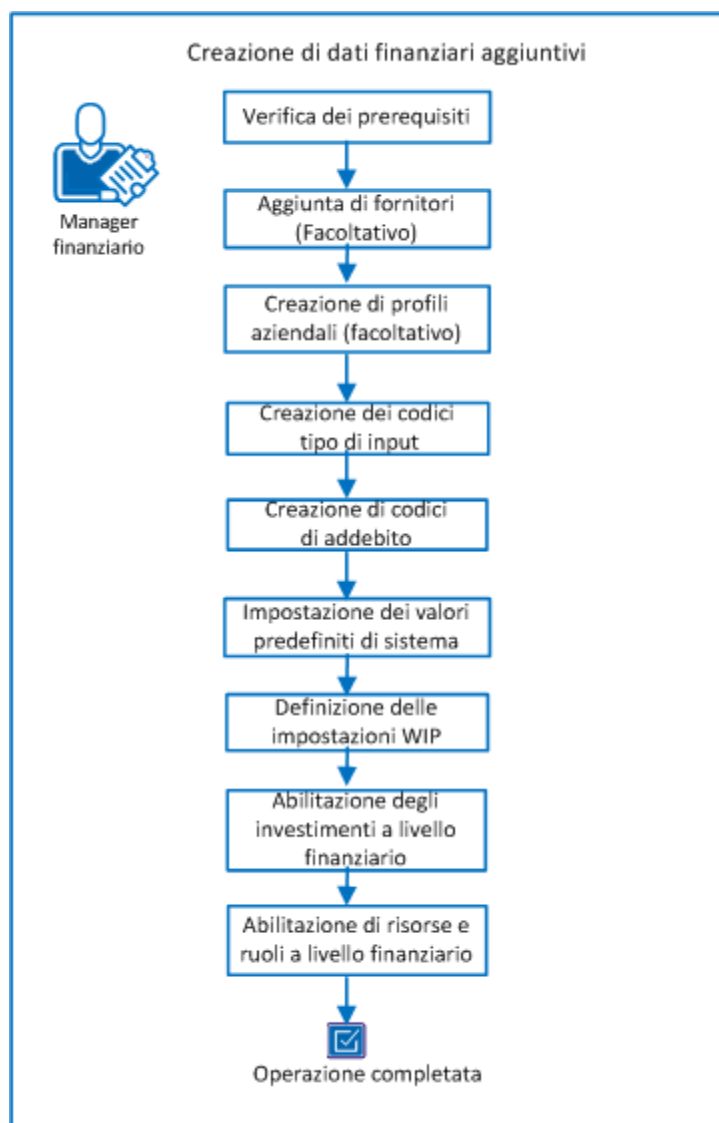 Creazione di dati finanziari aggiuntivi
Verifica dei prerequisiti
Manager
finanziario
Aggiunta di fornitori
(Facoltativo)
Creazione di profili
aziendali (facoltativo)
Creazione dei codici
tipo di input
Creazione di codici
di addebito
Impostazione dei valori
predefiniti di sistema
Definizione delle
impostazioni WIP
Abilitazione degli
investimenti a livello
finanziario
Abilitazione di risorse e
ruoli a livello finanziario
Operazione completata